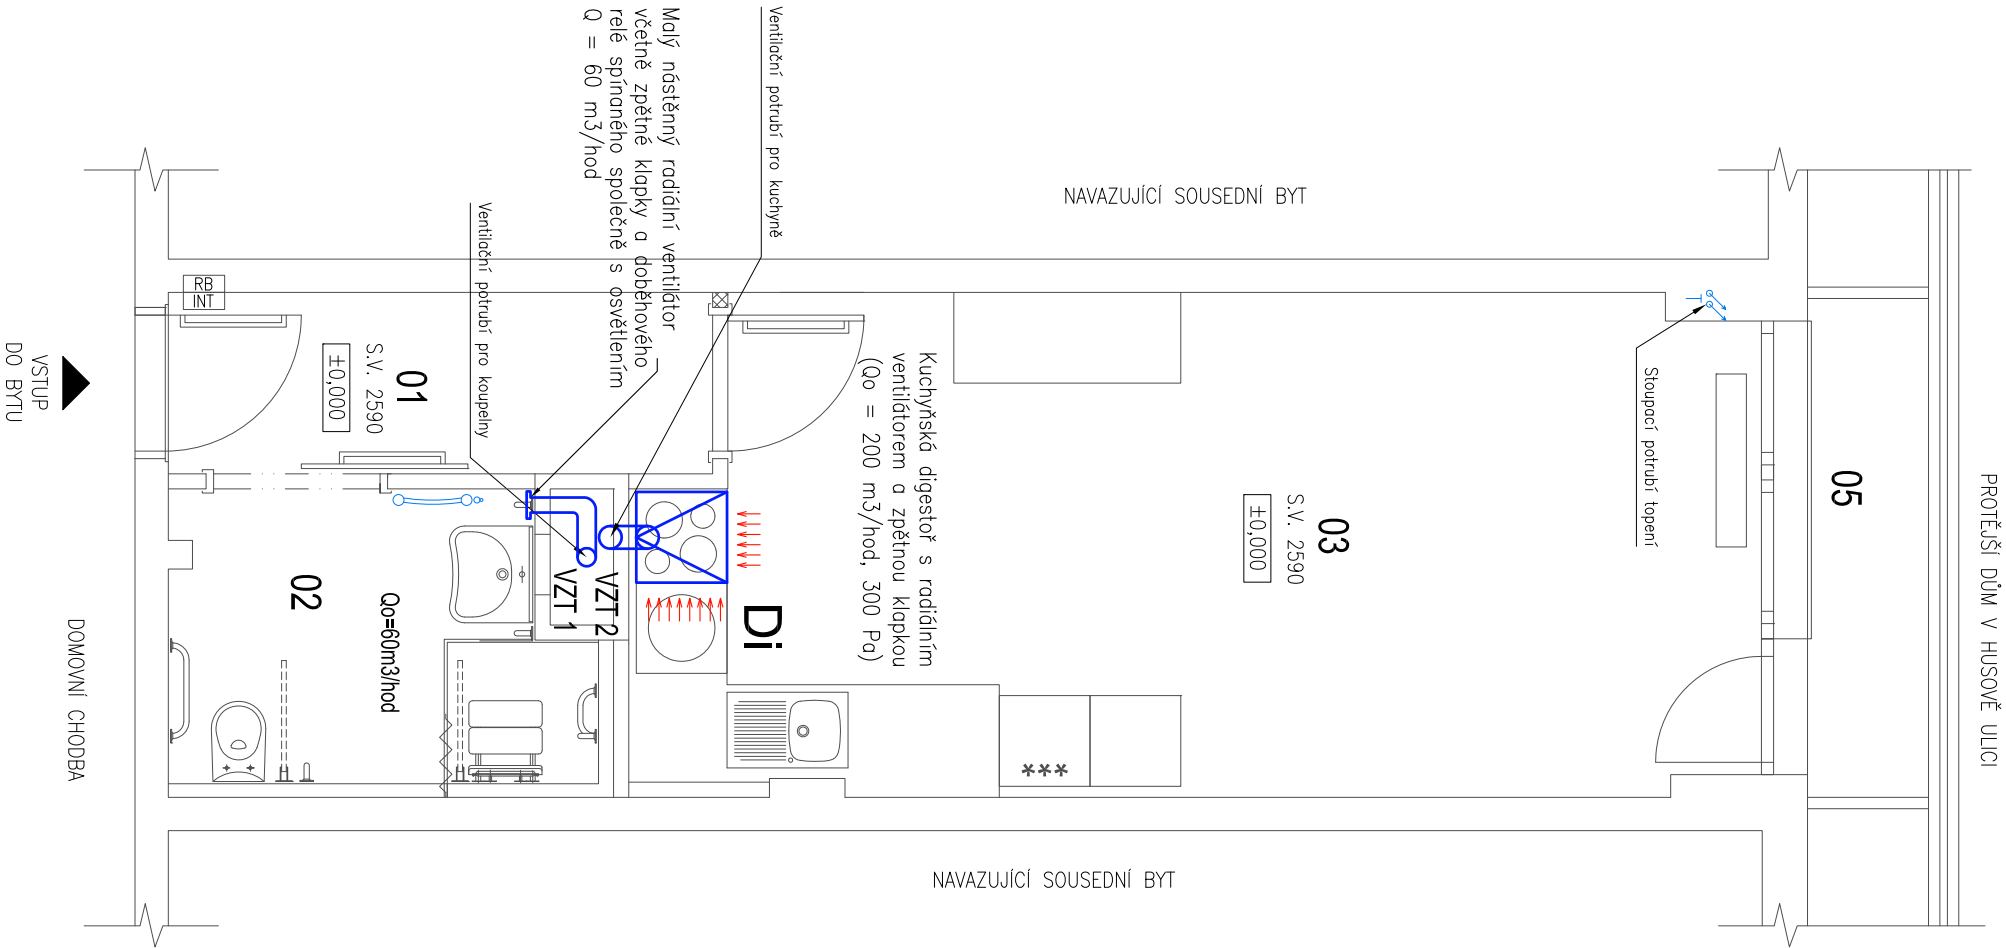 NAVAZUJÍCÍ SOUSEDNÍ BYT
Ventilační potrubí pro kuchyně
Malý nástěnný radiální ventilátor
včetně zpětné klapky a doběhového
relé spínaného společně s osvětlením
Q = 60 m3/hod
Ventilační potrubí pro koupelny
RB
INT
VSTUP
DO BYTU
01
S.V. 2590
±0,000
Kuchyňská digestoř s radiálním
ventilátorem a zpětnou klapkou
(Qo = 200 m3/hod, 300 Pa)
Stoupací potrubí topení
05
PROTĚJŠÍ DŮM V HUSOVĚ ULICI
03
S.V. 2590
±0,000
02
Qo=60m3/hod
VZT 2
VZT 1
Di
***
DOMOVNÍ CHODBA
NAVAZUJÍCÍ SOUSEDNÍ BYT